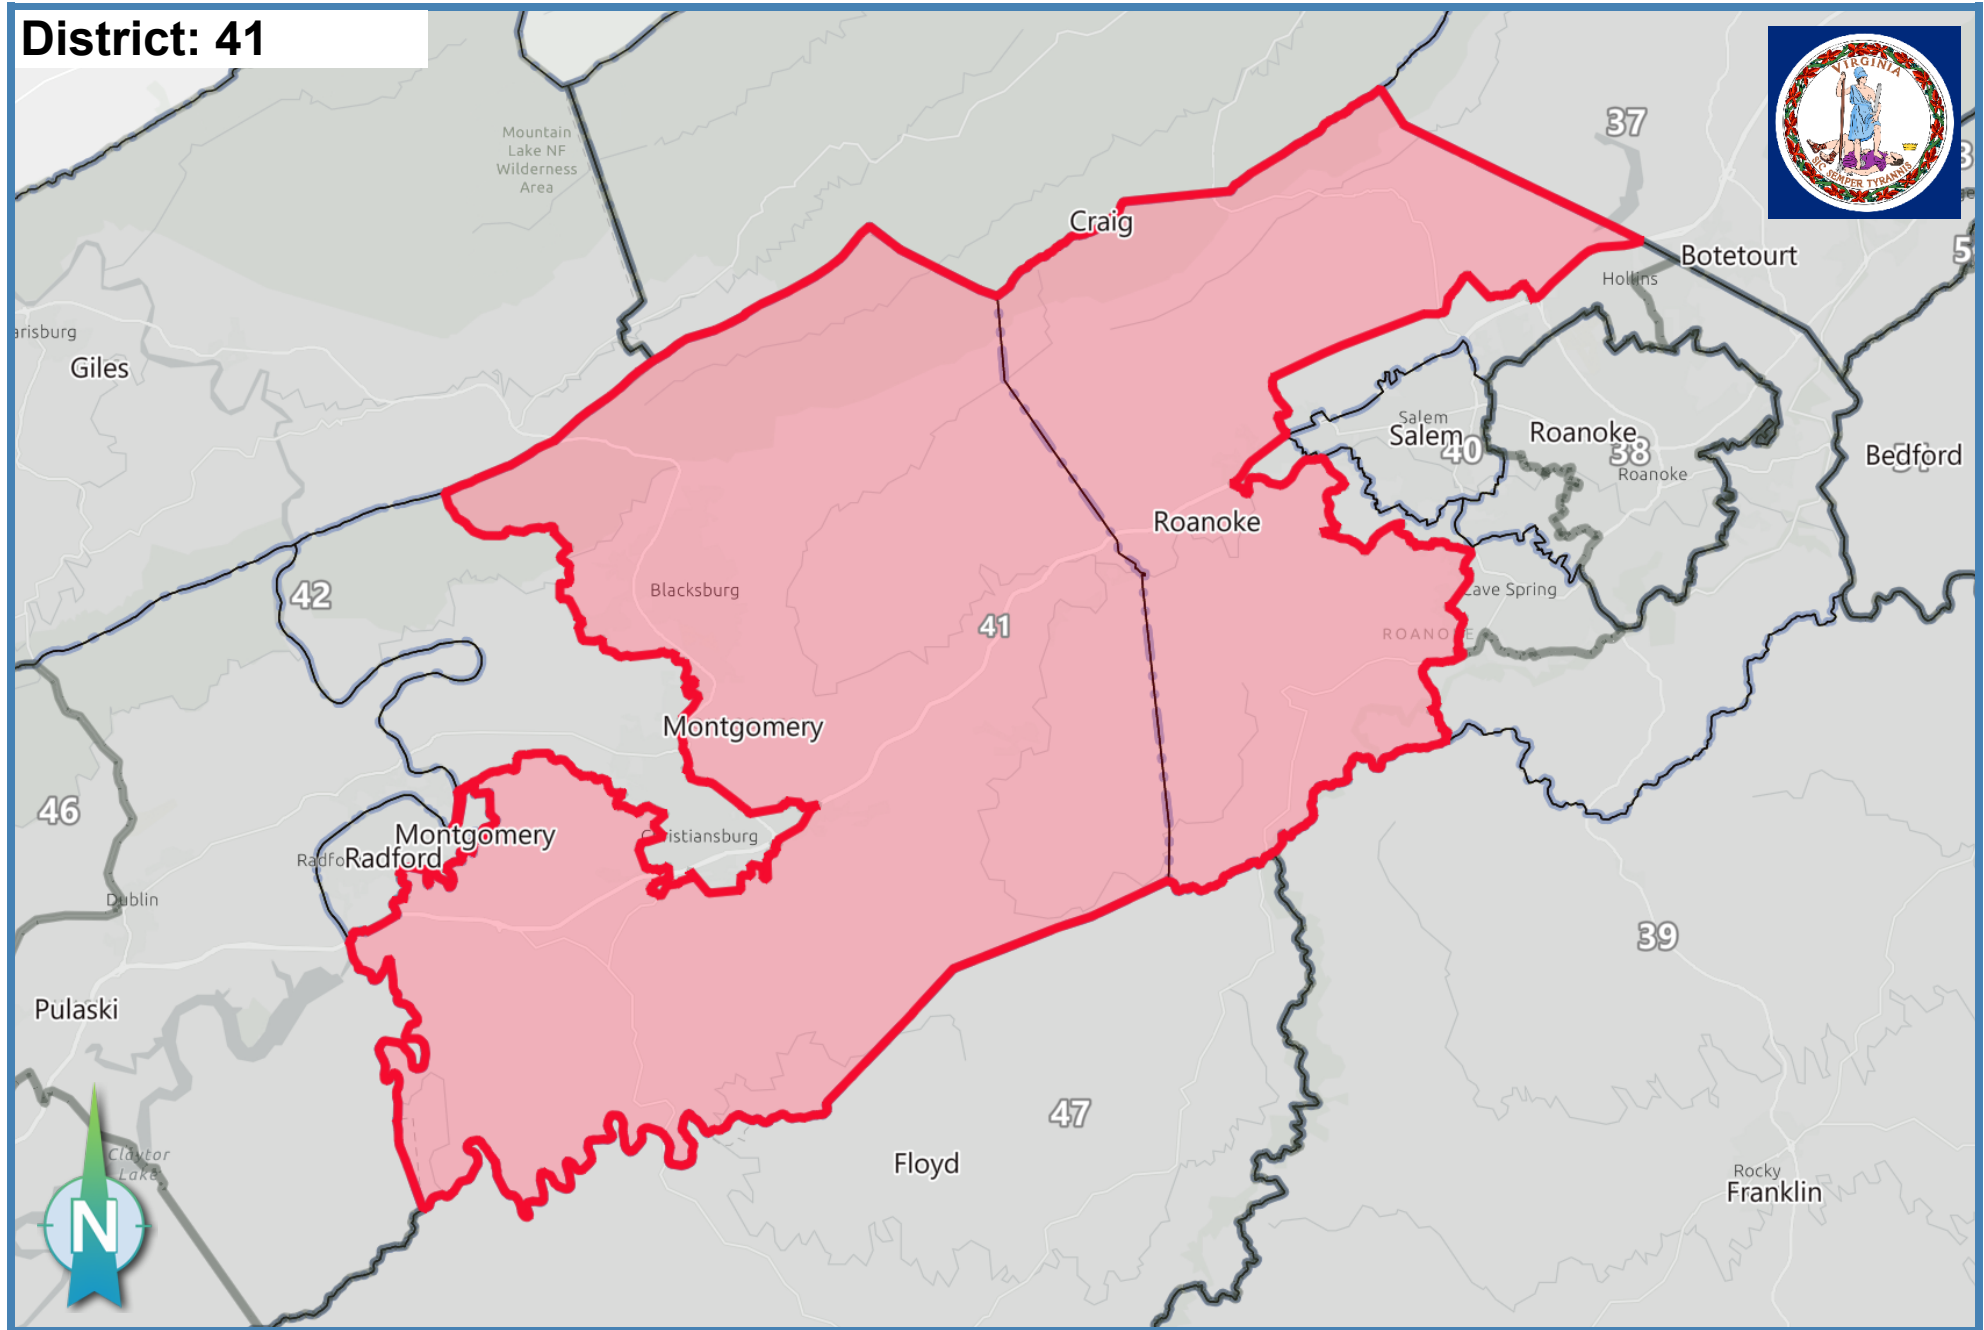 District: 41
VIRGINIA
SIC SEMPER TYRANNIS
37
Mountain
Lake NF
Wilderness
Area
Craig
Botetourt
Hollins
arisburg
Giles
Salem
Salem
40
Roanoke
38
Roanoke
Bedford
Roanoke
42
Blacksburg
41
Cave Spring
ROANOKE
Montgomery
46
Montgomery
Christiansburg
Radford
Dublin
39
Pulaski
47
Claytor
Lake
Floyd
Rocky
Franklin
N